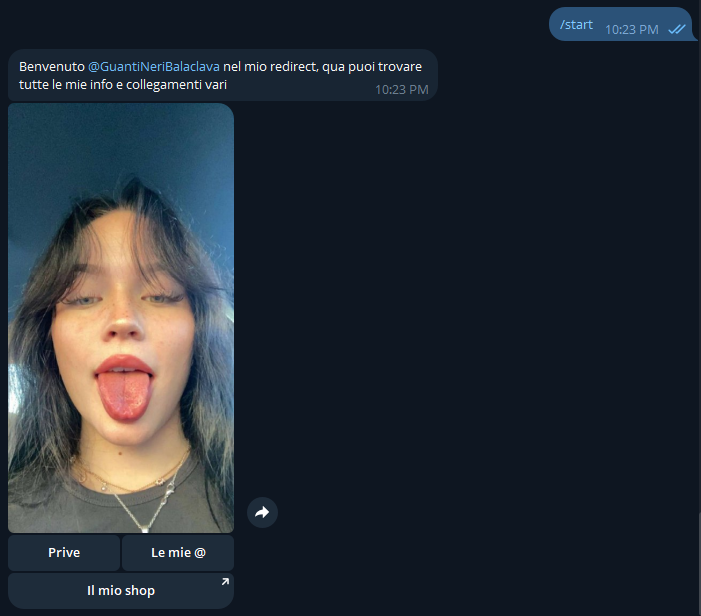 /start
10:23 PM
Benvenuto @GuantiNeriBalaclava nel mio redirect, qua puoi trovare
tutte le mie info e collegamenti vari
10:23 PM
Prive
Le mie @
Il mio shop